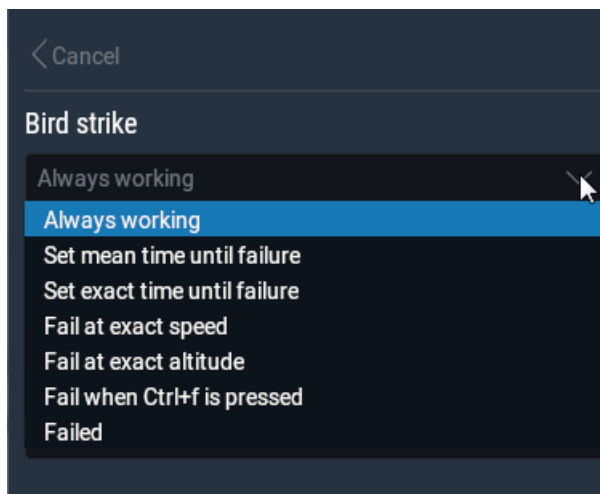 Cancel
Bird strike
Always working
Always working
Set mean time until failure
Set exact time until failure
Fail at exact speed
Fail at exact altitude
Fail when Ctrl+f is pressed
Failed